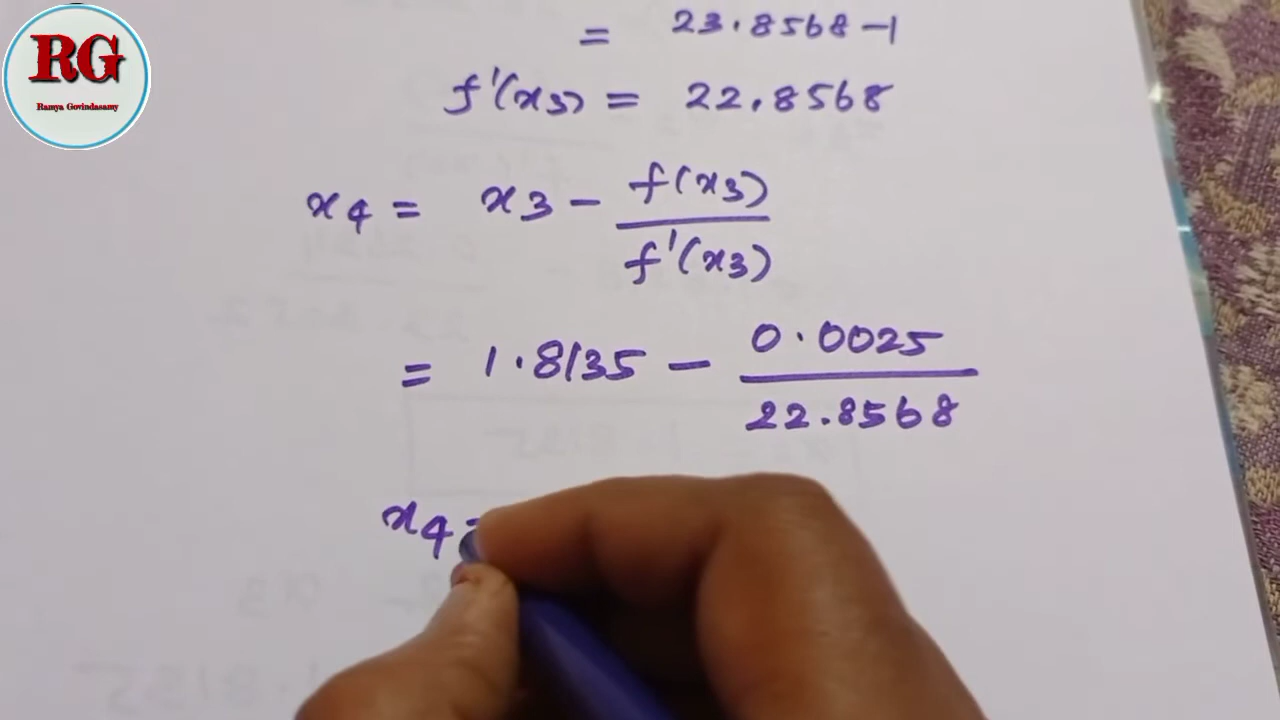 RG
Ramya Govindasamy
= 23.8568-1
f'(x3) = 22.8568
x4 = x3 - f(x3) / f'(x3)
= 1.8135 - 0.0025 / 22.8568
x4 =